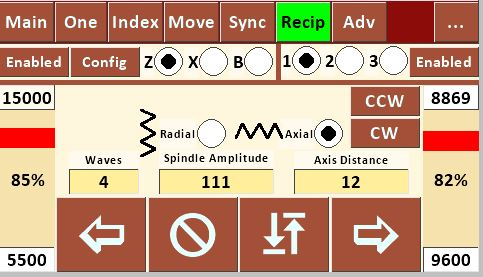 Main One Index Move Sync Recip Adv ...
Enabled Config Z X B 1 2 3 Enabled
15000 CCW 8869
Radial Axial CW
Waves Spindle Amplitude Axis Distance
85% 4 111 12 82%
5500 9600